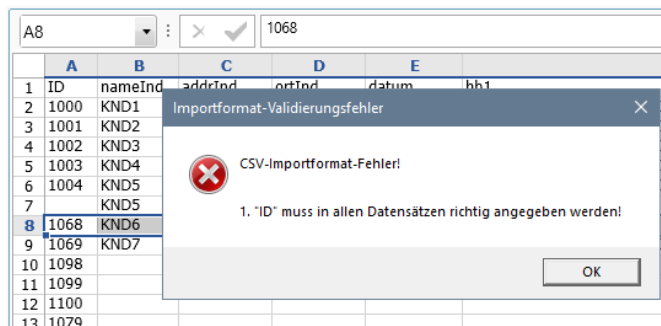 A8 1068
A B C D E
1 ID nameInd addrInd ortInd datum bb1
Importformat-Validierungsfehler
2 1000 KND1
3 1001 KND2
4 1002 KND3
CSV-Importformat-Fehler!
5 1003 KND4
6 1004 KND5
7 KND5
1. "ID" muss in allen Datensätzen richtig angegeben werden!
8 1068 KND6
9 1069 KND7
10 1098
OK
11 1099
12 1100
13 1079